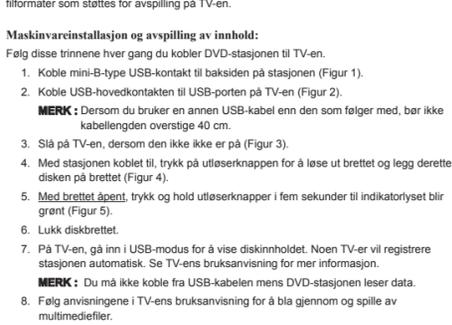 filformater som støttes for avspilling på TV-en.
Maskinvareinstallasjon og avspilling av innhold:
Følg disse trinnene hver gang du kobler DVD-stasjonen til TV-en.
1. Koble mini-B-type USB-kontakt til baksiden på stasjonen (Figur 1).
2. Koble USB-hovedkontakten til USB-porten på TV-en (Figur 2).
MERK : Dersom du bruker en annen USB-kabel enn den som følger med, bør ikke
kabellengden overstige 40 cm.
3. Slå på TV-en, dersom den ikke ikke er på (Figur 3).
4. Med stasjonen koblet til, trykk på utløserknappen for å løse ut brettet og legg derette
disken på brettet (Figur 4).
5. Med brettet åpent, trykk og hold utløserknapper i fem sekunder til indikatorlyset blir
grønt (Figur 5).
6. Lukk diskbrettet.
7. På TV-en, gå inn i USB-modus for å vise diskinnholdet. Noen TV-er vil registrere
stasjonen automatisk. Se TV-ens bruksanvisning for mer informasjon.
MERK : Du må ikke koble fra USB-kabelen mens DVD-stasjonen leser data.
8. Følg anvisningene i TV-ens bruksanvisning for å bla gjennom og spille av
multimediefiler.